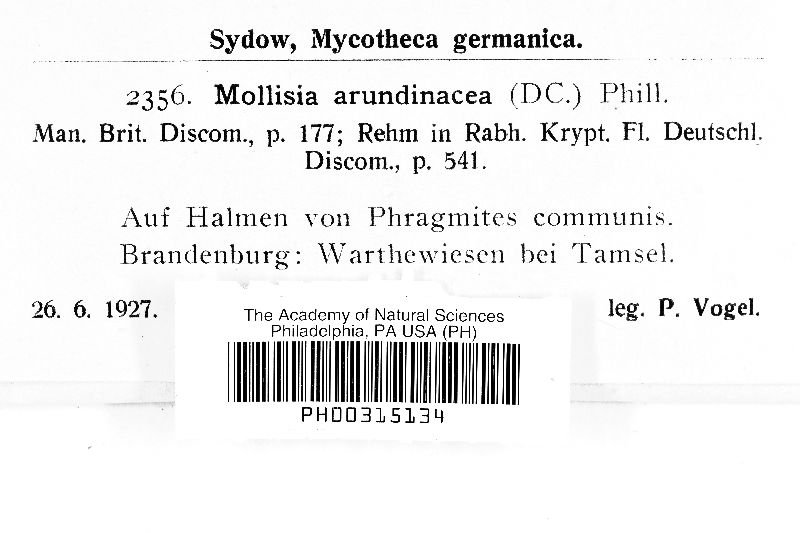 Sydow, Mycotheca germanica.
2356. Mollisia arundinacea (DC.) Phill.
Man. Brit. Discom., p. 177; Rehm in Rabh. Krypt. Fl. Deutschl.
Discom., p. 541.
Auf Halmen von Phragmites communis.
Brandenburg: Warthewiesen bei Tamsel.
26. 6. 1927. leg. P. Vogel.
The Academy of Natural Sciences
Philadelphia, PA USA (PH)
PH00315134